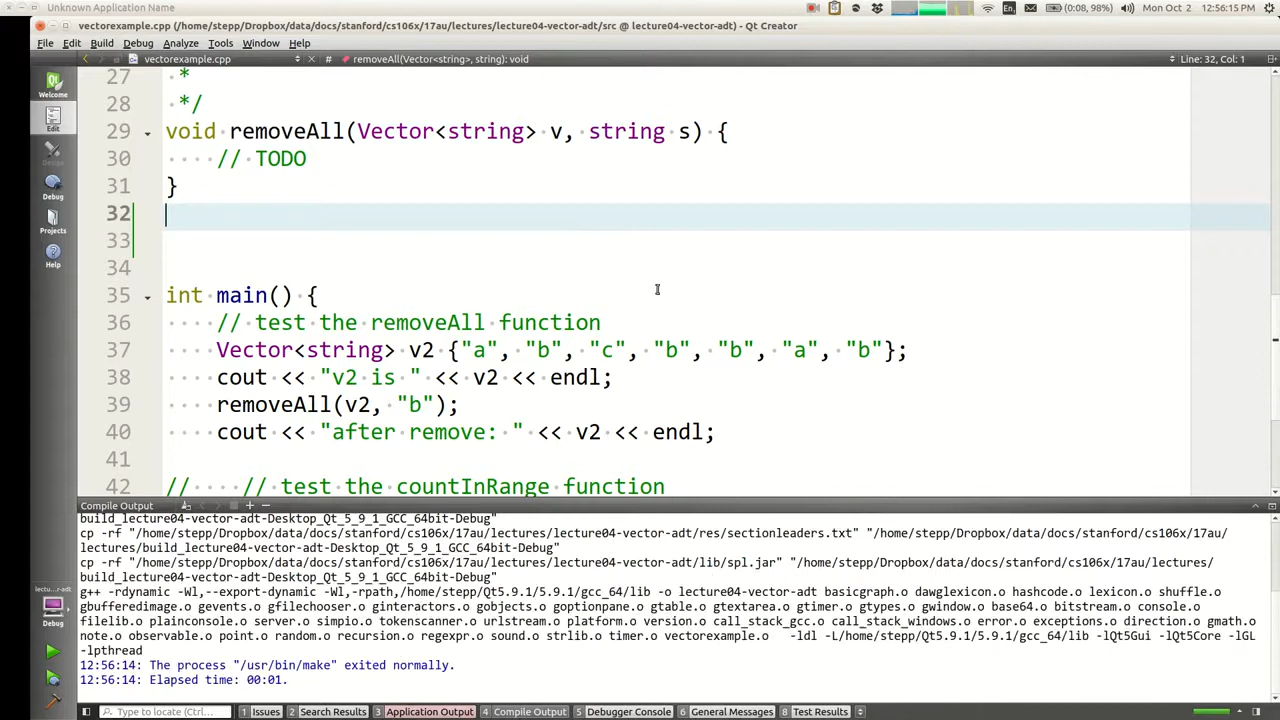 Unknown Application Name
En
(0:08, 98%)
Mon Oct 2
12:56:15 PM
vectorexample.cpp (/home/stepp/Dropbox/data/docs/stanford/cs106x/17au/lectures/lecture04-vector-adt/src @ lecture04-vector-adt) - Qt Creator
File Edit Build Debug Analyze Tools Window Help
vectorexample.cpp
# removeAll(Vector<string>, string): void
Line: 32, Col: 1
Welcome
Edit
Design
Debug
Projects
Help
27 *
28 */
29 void removeAll(Vector<string> v, string s) {
30 // TODO
31 }
32
33
34
35 int main() {
36 // test the removeAll function
37 Vector<string> v2 {"a", "b", "c", "b", "b", "a", "b"};
38 cout << "v2 is " << v2 << endl;
39 removeAll(v2, "b");
40 cout << "after remove: " << v2 << endl;
41
42 // // test the countInRange function
Compile Output
build_lecture04-vector-adt-Desktop_Qt_5_9_1_GCC_64bit-Debug"
cp -rf "/home/stepp/Dropbox/data/docs/stanford/cs106x/17au/lectures/lecture04-vector-adt/res/sectionleaders.txt" "/home/stepp/Dropbox/data/docs/stanford/cs106x/17au/
lectures/build_lecture04-vector-adt-Desktop_Qt_5_9_1_GCC_64bit-Debug"
cp -rf "/home/stepp/Dropbox/data/docs/stanford/cs106x/17au/lectures/lecture04-vector-adt/lib/spl.jar" "/home/stepp/Dropbox/data/docs/stanford/cs106x/17au/lectures/
build_lecture04-vector-adt-Desktop_Qt_5_9_1_GCC_64bit-Debug"
g++ -rdynamic -Wl,--export-dynamic -Wl,-rpath,/home/stepp/Qt5.9.1/5.9.1/gcc_64/lib -o lecture04-vector-adt basicgraph.o dawglexicon.o hashcode.o lexicon.o shuffle.o
gbufferedimage.o gevents.o gfilechooser.o ginteractors.o gobjects.o goptionpane.o gtable.o gtextarea.o gtimer.o gtypes.o gwindow.o base64.o bitstream.o console.o
filelib.o plainconsole.o server.o simpio.o tokenscanner.o urlstream.o platform.o version.o call_stack_gcc.o call_stack_windows.o error.o exceptions.o direction.o gmath.o
note.o observable.o point.o random.o recursion.o regexpr.o sound.o strlib.o timer.o vectorexample.o -ldl -L/home/stepp/Qt5.9.1/5.9.1/gcc_64/lib -lQt5Gui -lQt5Core -lGL
-lpthread
12:56:14: The process "/usr/bin/make" exited normally.
12:56:14: Elapsed time: 00:01.
lectu...r-adt
Debug
Type to locate (Ctrl...
1 Issues
2 Search Results
3 Application Output
4 Compile Output
5 Debugger Console
6 General Messages
8 Test Results